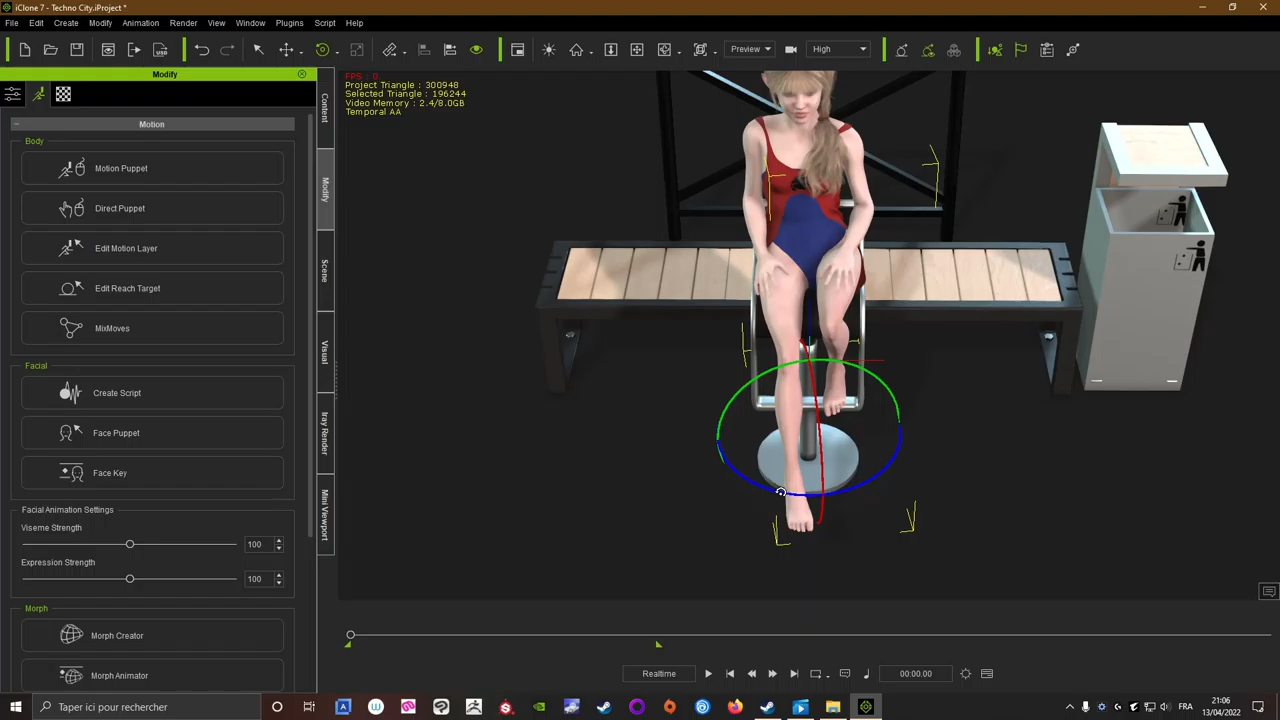 iClone 7 - Techno City.iProject *
File Edit Create Modify Animation Render View Window Plugins Script Help
Preview High
Modify
FPS : 0
Project Triangle : 300948
Selected Triangle : 196244
Video Memory : 2.4/8.0GB
Temporal AA
Content
Modify
Scene
Visual
Iray Render
Mini Viewport
Motion
Body
Motion Puppet
Direct Puppet
Edit Motion Layer
Edit Reach Target
MixMoves
Facial
Create Script
Face Puppet
Face Key
Facial Animation Settings
Viseme Strength
100
Expression Strength
100
Morph
Morph Creator
Morph Animator
Realtime 00:00.00
Taper ici pour rechercher
FRA
21:06
13/04/2022